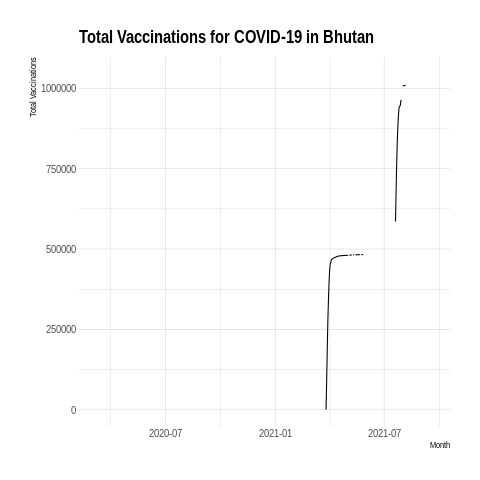 Total Vaccinations for COVID-19 in Bhutan
Total Vaccinations
1000000
750000
500000
250000
0
2020-07 2021-01 2021-07
Month